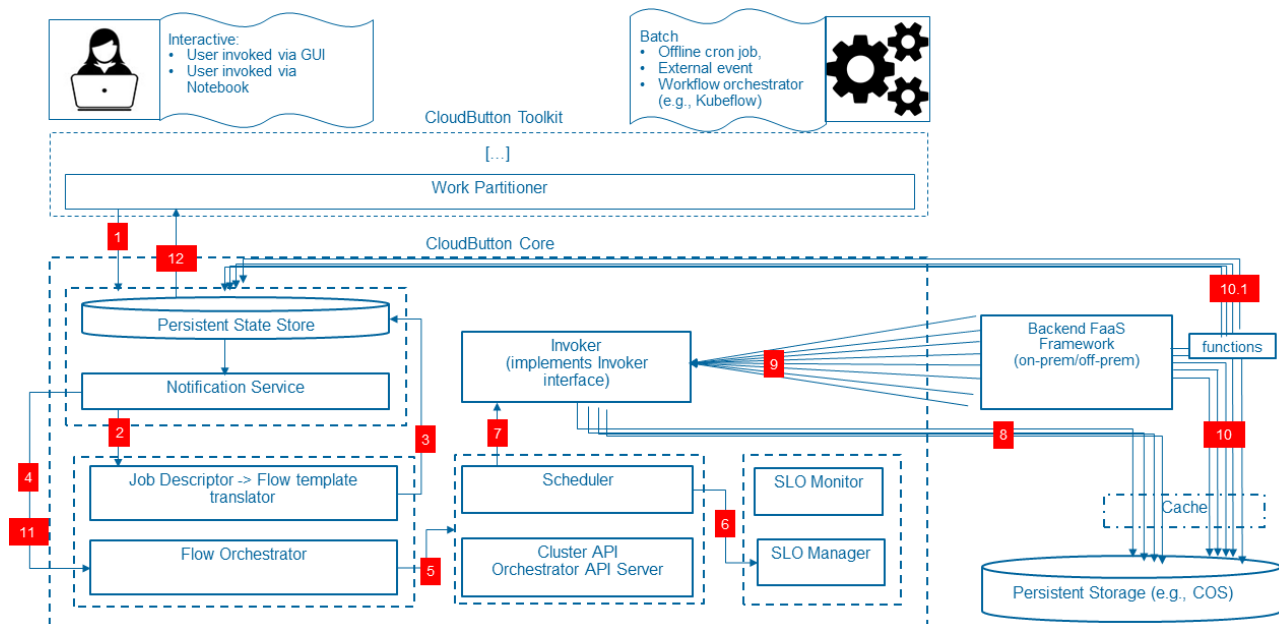 Interactive:
• User invoked via GUI
• User invoked via
Notebook
Batch
• Offline cron job,
• External event
• Workflow orchestrator
(e.g., Kubeflow)
CloudButton Toolkit
[...]
Work Partitioner
1
12
CloudButton Core
10.1
Persistent State Store
Notification Service
Invoker
(implements Invoker
interface)
9
Backend FaaS
Framework
(on-prem/off-prem)
functions
2
3
7
8
10
4
Job Descriptor -> Flow template
translator
Scheduler
SLO Monitor
6
Cache
11
Flow Orchestrator
5
Cluster API
Orchestrator API Server
SLO Manager
Persistent Storage (e.g., COS)